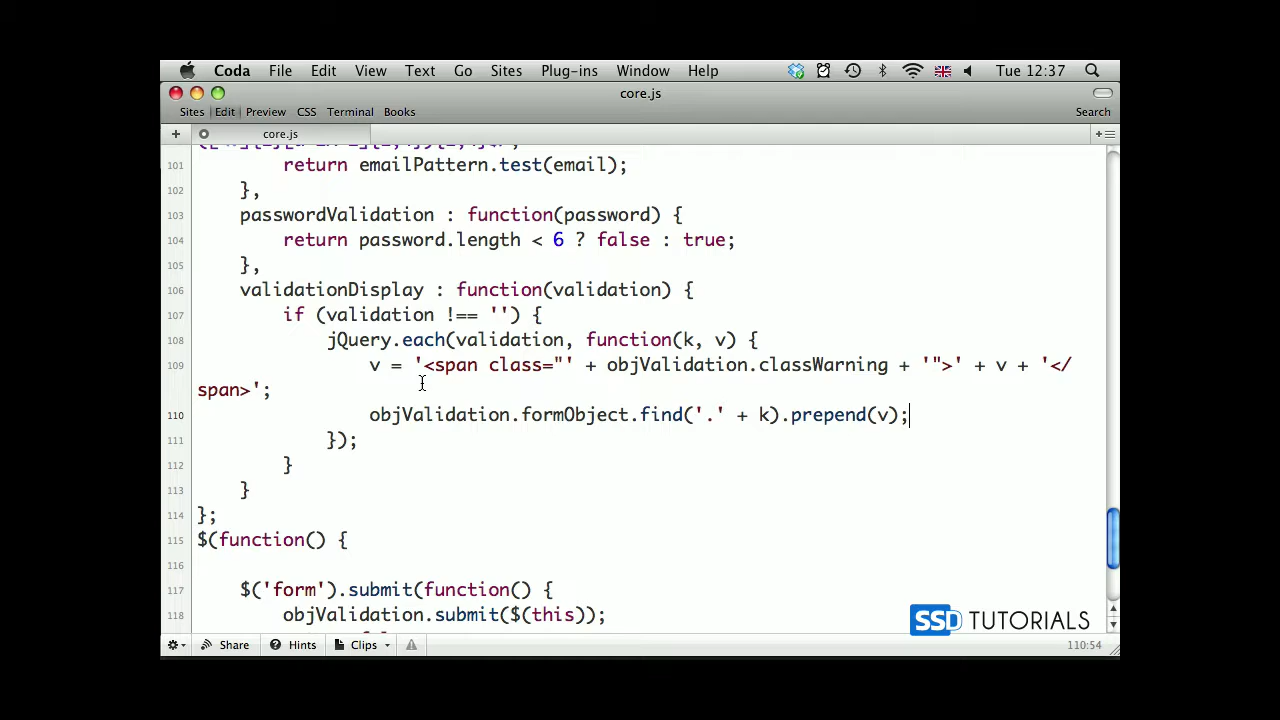 Coda File Edit View Text Go Sites Plug-ins Window Help Tue 12:37
core.js
Sites Edit Preview CSS Terminal Books Search
core.js
101 return emailPattern.test(email);
102 },
103 passwordValidation : function(password) {
104 return password.length < 6 ? false : true;
105 },
106 validationDisplay : function(validation) {
107 if (validation !== '') {
108 jQuery.each(validation, function(k, v) {
109 v = '<span class="' + objValidation.classWarning + '">' + v + '</
span>';
110 objValidation.formObject.find('.' + k).prepend(v);
111 });
112 }
113 }
114 };
115 $(function() {
116
117 $('form').submit(function() {
118 objValidation.submit($(this));
SSD TUTORIALS
Share Hints Clips 110:54